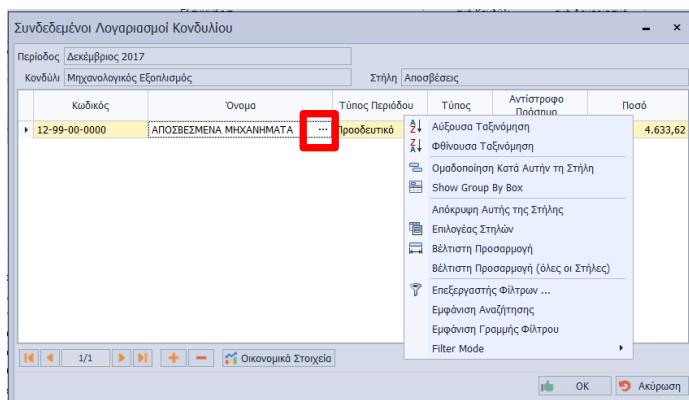 Συνδεδεμένοι Λογαριασμοί Κονδυλίου
Περίοδος Δεκέμβριος 2017
Κονδύλι Μηχανολογικός Εξοπλισμός Στήλη Αποσβέσεις
Κωδικός Όνομα Τύπος Περιόδου Τύπος Αντίστροφο Πρόσημο Ποσό
12-99-00-0000 ΑΠΟΣΒΕΣΜΕΝΑ ΜΗΧΑΝΗΜΑΤΑ ... Προοδευτικό 4.633,62
Αύξουσα Ταξινόμηση
Φθίνουσα Ταξινόμηση
Ομαδοποίηση Κατά Αυτήν τη Στήλη
Show Group By Box
Απόκρυψη Αυτής της Στήλης
Επιλογέας Στηλών
Βέλτιστη Προσαρμογή
Βέλτιστη Προσαρμογή (όλες οι Στήλες)
Επεξεργαστής Φίλτρων ...
Εμφάνιση Αναζήτησης
Εμφάνιση Γραμμής Φίλτρου
Filter Mode
1/1 Οικονομικά Στοιχεία
OK Ακύρωση